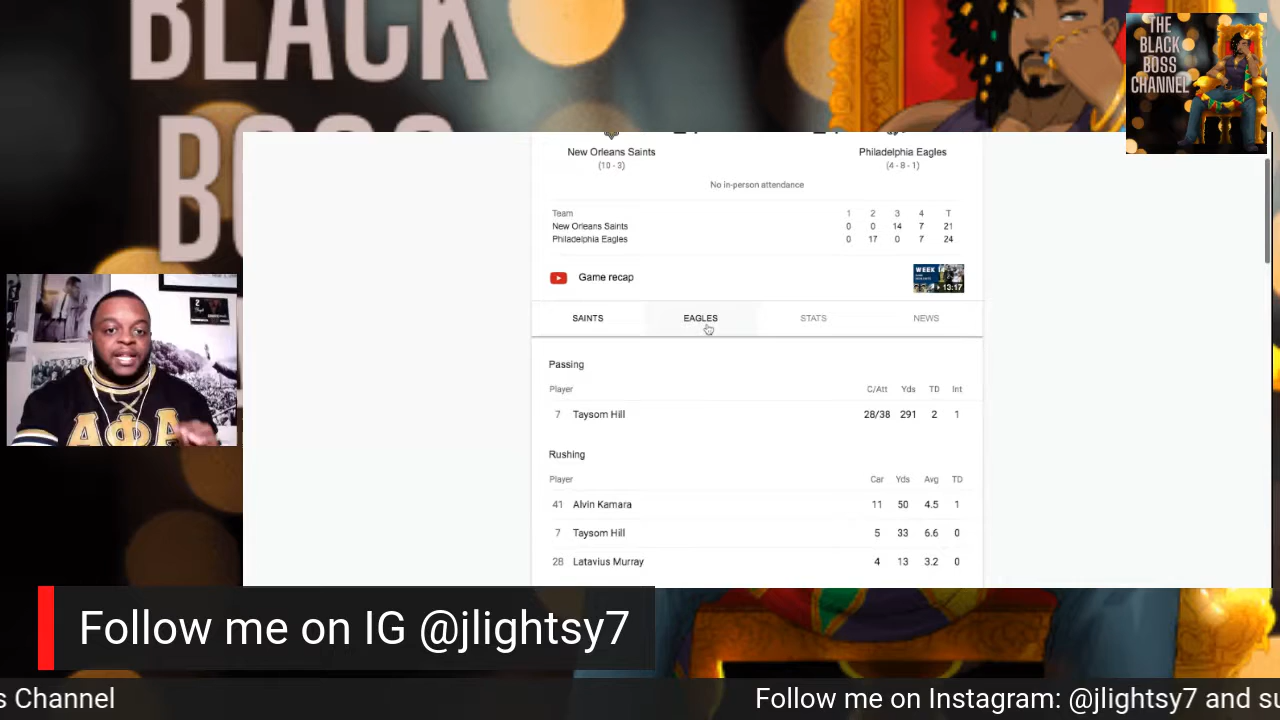 BLACK
BO
THE
BLACK
BOSS
CHANNEL
New Orleans Saints
(10 - 3)
Philadelphia Eagles
(4 - 8 - 1)
No in-person attendance
Team 1 2 3 4 T
New Orleans Saints 0 0 14 7 21
Philadelphia Eagles 0 17 0 7 24
Game recap
WEEK 14
13:17
SAINTS EAGLES STATS NEWS
Passing
Player C/Att Yds TD Int
7 Taysom Hill 28/38 291 2 1
Rushing
Player Car Yds Avg TD
41 Alvin Kamara 11 50 4.5 1
7 Taysom Hill 5 33 6.6 0
28 Latavius Murray 4 13 3.2 0
ΑΦΑ
Follow me on IG @jlightsy7
s Channel
Follow me on Instagram: @jlightsy7 and su